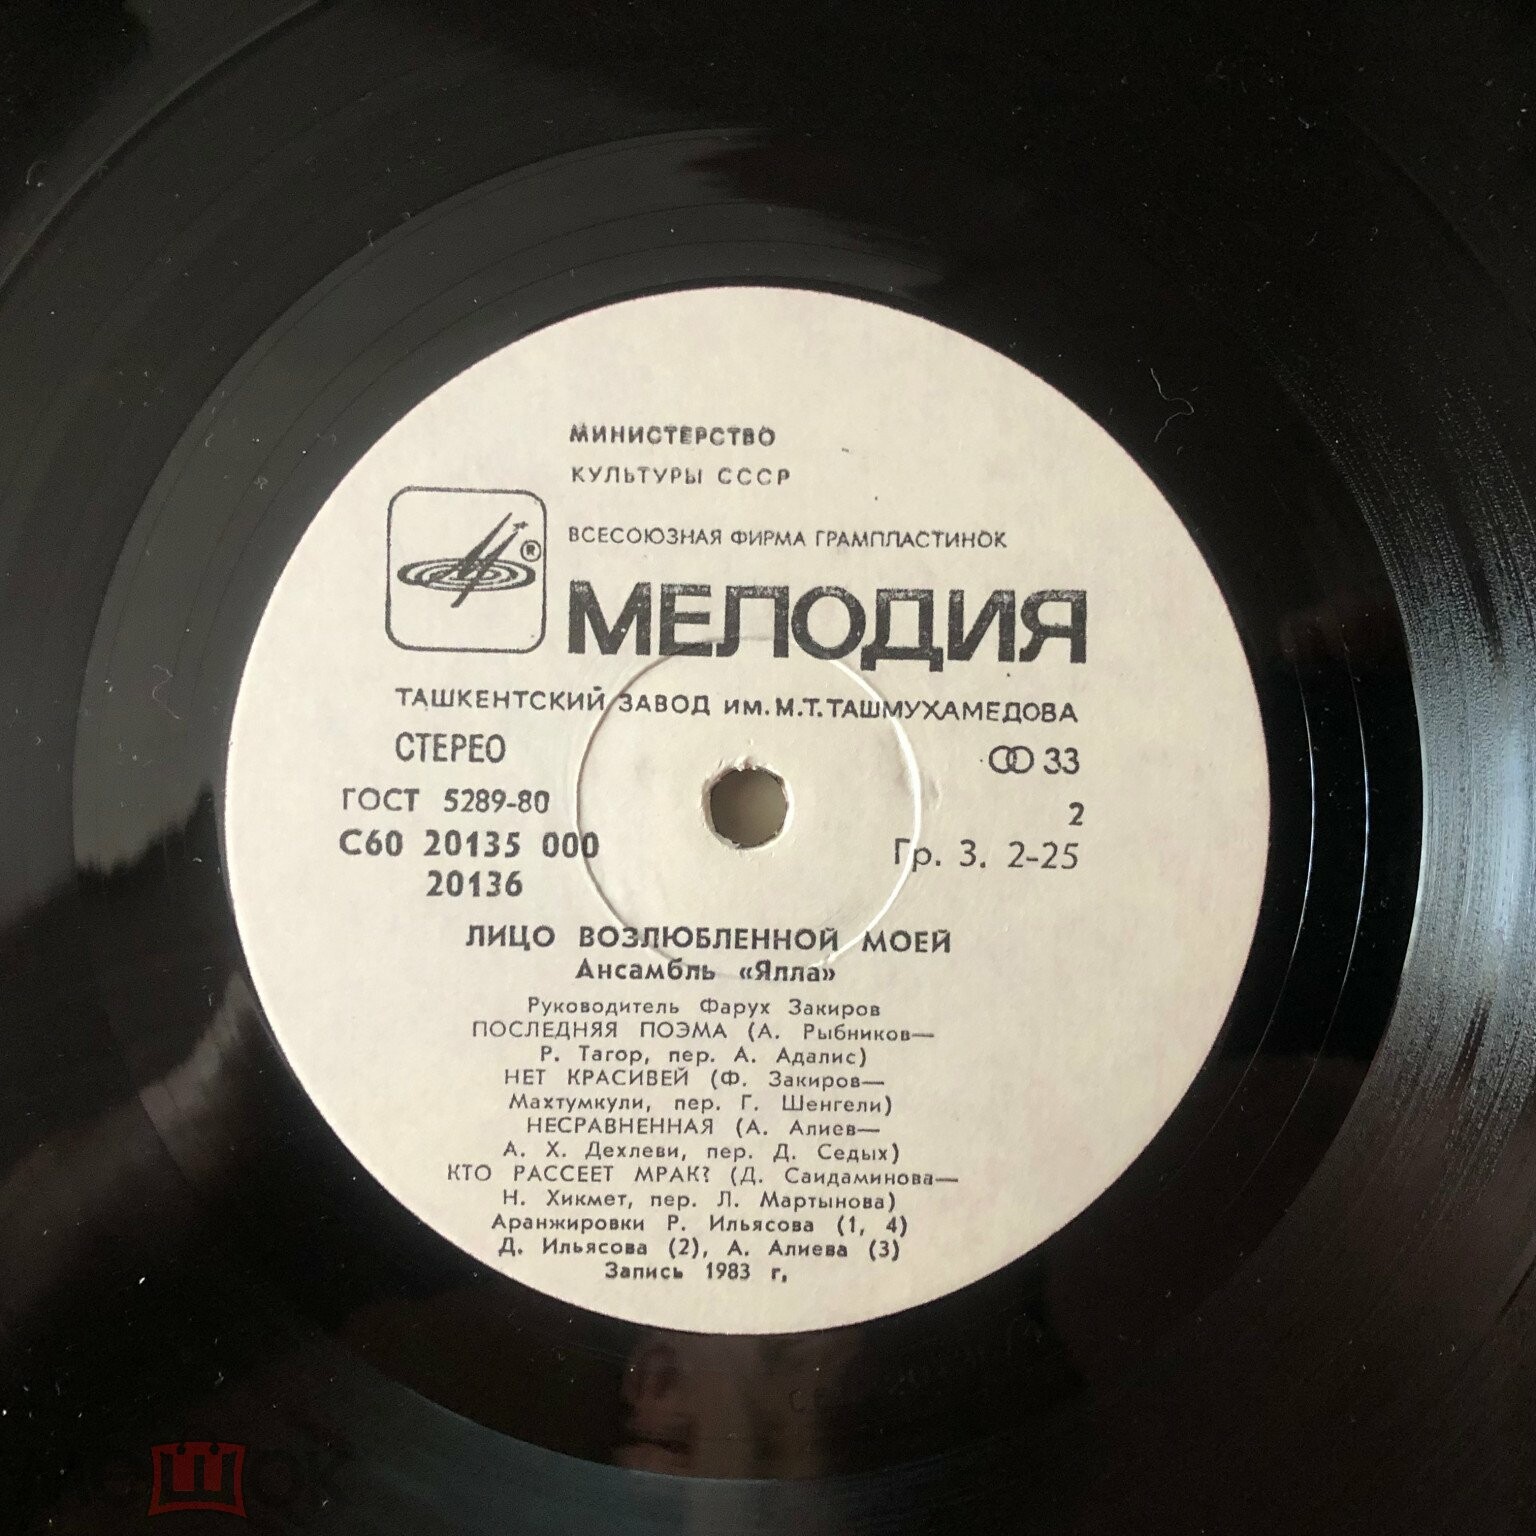 МИНИСТЕРСТВО
КУЛЬТУРЫ СССР
ВСЕСОЮЗНАЯ ФИРМА ГРАМПЛАСТИНОК
®
МЕЛОДИЯ
ТАШКЕНТСКИЙ ЗАВОД им. М.Т. ТАШМУХАМЕДОВА
СТЕРЕО
33
ГОСТ 5289-80
2
С60 20135 000
Гр. 3. 2-25
20136
ЛИЦО ВОЗЛЮБЛЕННОЙ МОЕЙ
Ансамбль «Ялла»
Руководитель Фарух Закиров
ПОСЛЕДНЯЯ ПОЭМА (А. Рыбников—
Р. Тагор, пер. А. Адалис)
НЕТ КРАСИВЕЙ (Ф. Закиров—
Махтумкули, пер. Г. Шенгели)
НЕСРАВНЕННАЯ (А. Алиев—
А. Х. Дехлеви, пер. Д. Седых)
КТО РАССЕЕТ МРАК? (Д. Саидаминова—
Н. Хикмет, пер. Л. Мартынова)
Аранжировки Р. Ильясова (1, 4)
Д. Ильясова (2), А. Алиева (3)
Запись 1983 г.